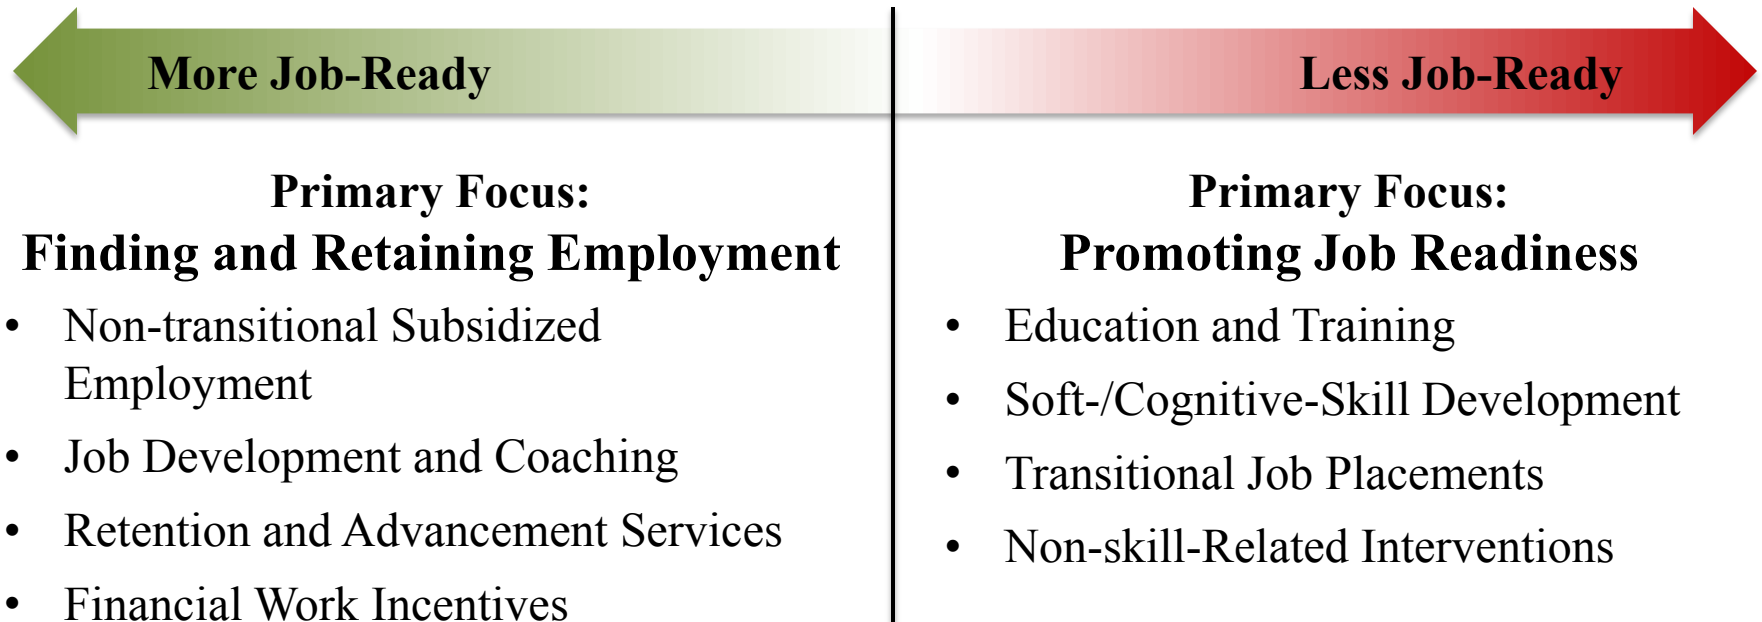 More Job-Ready
Less Job-Ready
Primary Focus:
Finding and Retaining Employment
• Non-transitional Subsidized
Employment
• Job Development and Coaching
• Retention and Advancement Services
• Financial Work Incentives
Primary Focus:
Promoting Job Readiness
• Education and Training
• Soft-/Cognitive-Skill Development
• Transitional Job Placements
• Non-skill-Related Interventions